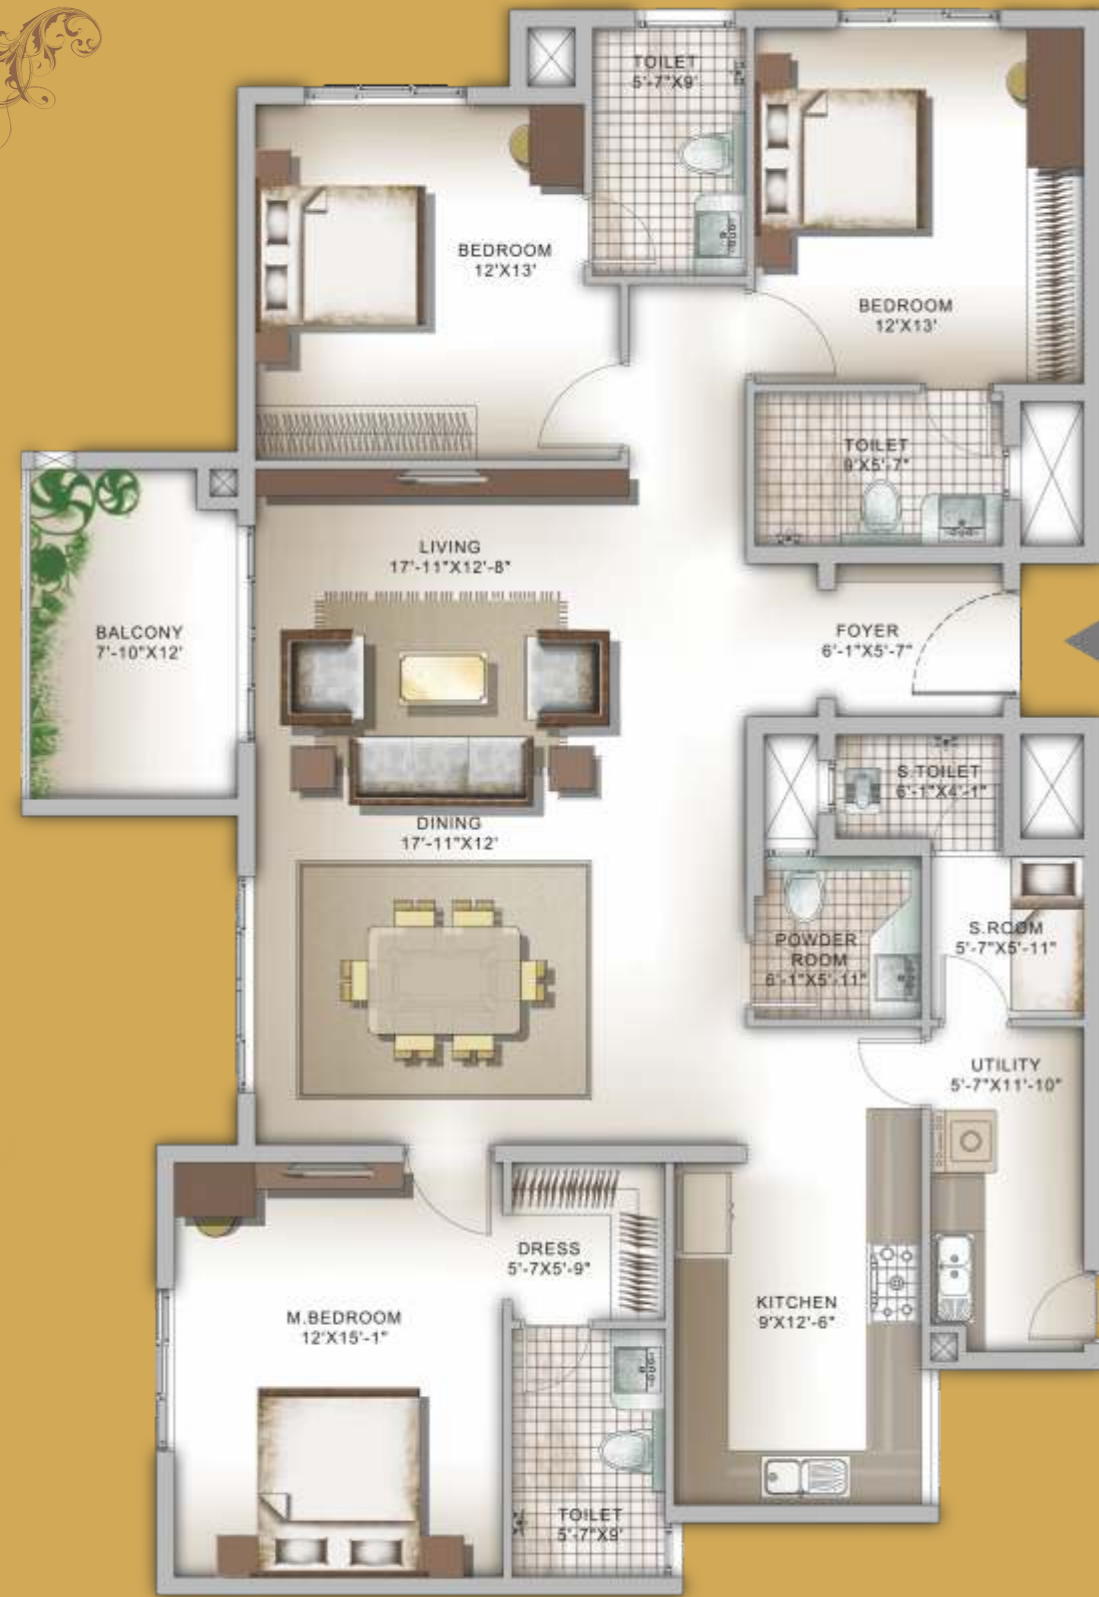 TOILET
5'-7"X9'
BEDROOM
12'X13'
BEDROOM
12'X13'
TOILET
9'X5'-7"
LIVING
17'-11"X12'-8"
BALCONY
7'-10"X12'
FOYER
6'-1"X5'-7"
S.TOILET
6'-1"X4'-1"
DINING
17'-11"X12'
S.ROOM
5'-7"X5'-11"
POWDER
ROOM
6'-1"X5'-11"
UTILITY
5'-7"X11'-10"
DRESS
5'-7X5'-9"
M.BEDROOM
12'X15'-1"
KITCHEN
9'X12'-6"
TOILET
5'-7"X9'